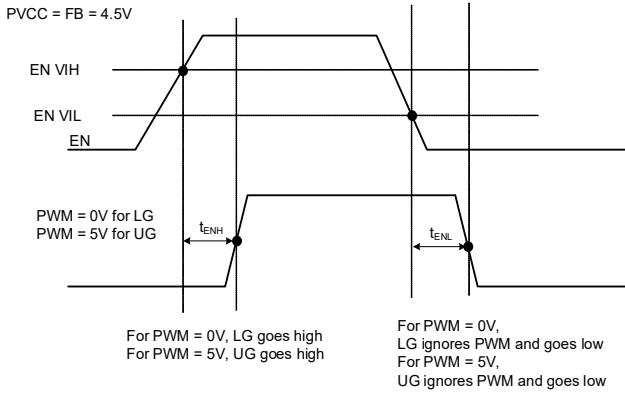 PVCC = FB = 4.5V
EN VIH
EN VIL
EN
PWM = 0V for LG
PWM = 5V for UG
tENH
tENL
For PWM = 0V, LG goes high
For PWM = 5V, UG goes high
For PWM = 0V,
LG ignores PWM and goes low
For PWM = 5V,
UG ignores PWM and goes low